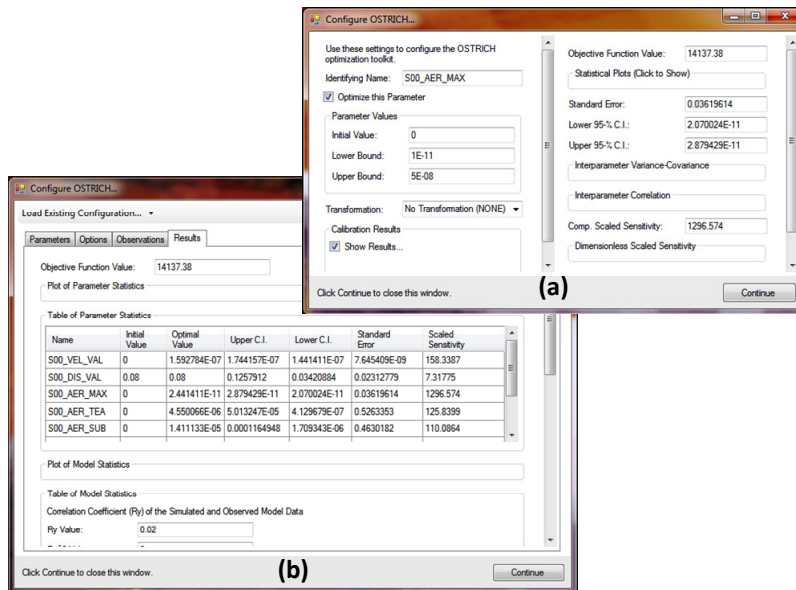 Configure OSTRICH...
Use these settings to configure the OSTRICH
optimization toolkit.
Identifying Name: S00_AER_MAX
Optimize this Parameter
Parameter Values
Initial Value: 0
Lower Bound: 1E-11
Upper Bound: 5E-08
Transformation: No Transformation (NONE)
Calibration Results
Show Results...
Objective Function Value: 14137.38
Statistical Plots (Click to Show)
Standard Error: 0.03619614
Lower 95-% C.I.: 2.070024E-11
Upper 95-% C.I.: 2.879429E-11
Interparameter Variance-Covariance
Interparameter Correlation
Comp. Scaled Sensitivity: 1296.574
Dimensionless Scaled Sensitivity
Click Continue to close this window.
(a)
Continue
Configure OSTRICH...
Load Existing Configuration...
Parameters Options Observations Results
Objective Function Value: 14137.38
Plot of Parameter Statistics
Table of Parameter Statistics
Name Initial Value Optimal Value Upper C.I. Lower C.I. Standard Error Scaled Sensitivity
S00_VEL_VAL 0 1.592784E-07 1.744157E-07 1.441411E-07 7.645409E-09 158.3387
S00_DIS_VAL 0.08 0.08 0.1257912 0.03420884 0.02312779 7.31775
S00_AER_MAX 0 2.441411E-11 2.879429E-11 2.070024E-11 0.03619614 1296.574
S00_AER_TEA 0 4.550066E-06 5.013247E-05 4.129679E-07 0.5263353 125.8399
S00_AER_SUB 0 1.411133E-05 0.0001164948 1.709343E-06 0.4630182 110.0864
Plot of Model Statistics
Table of Model Statistics
Correlation Coefficient (Ry) of the Simulated and Observed Model Data
Ry Value: 0.02
Click Continue to close this window.
(b)
Continue